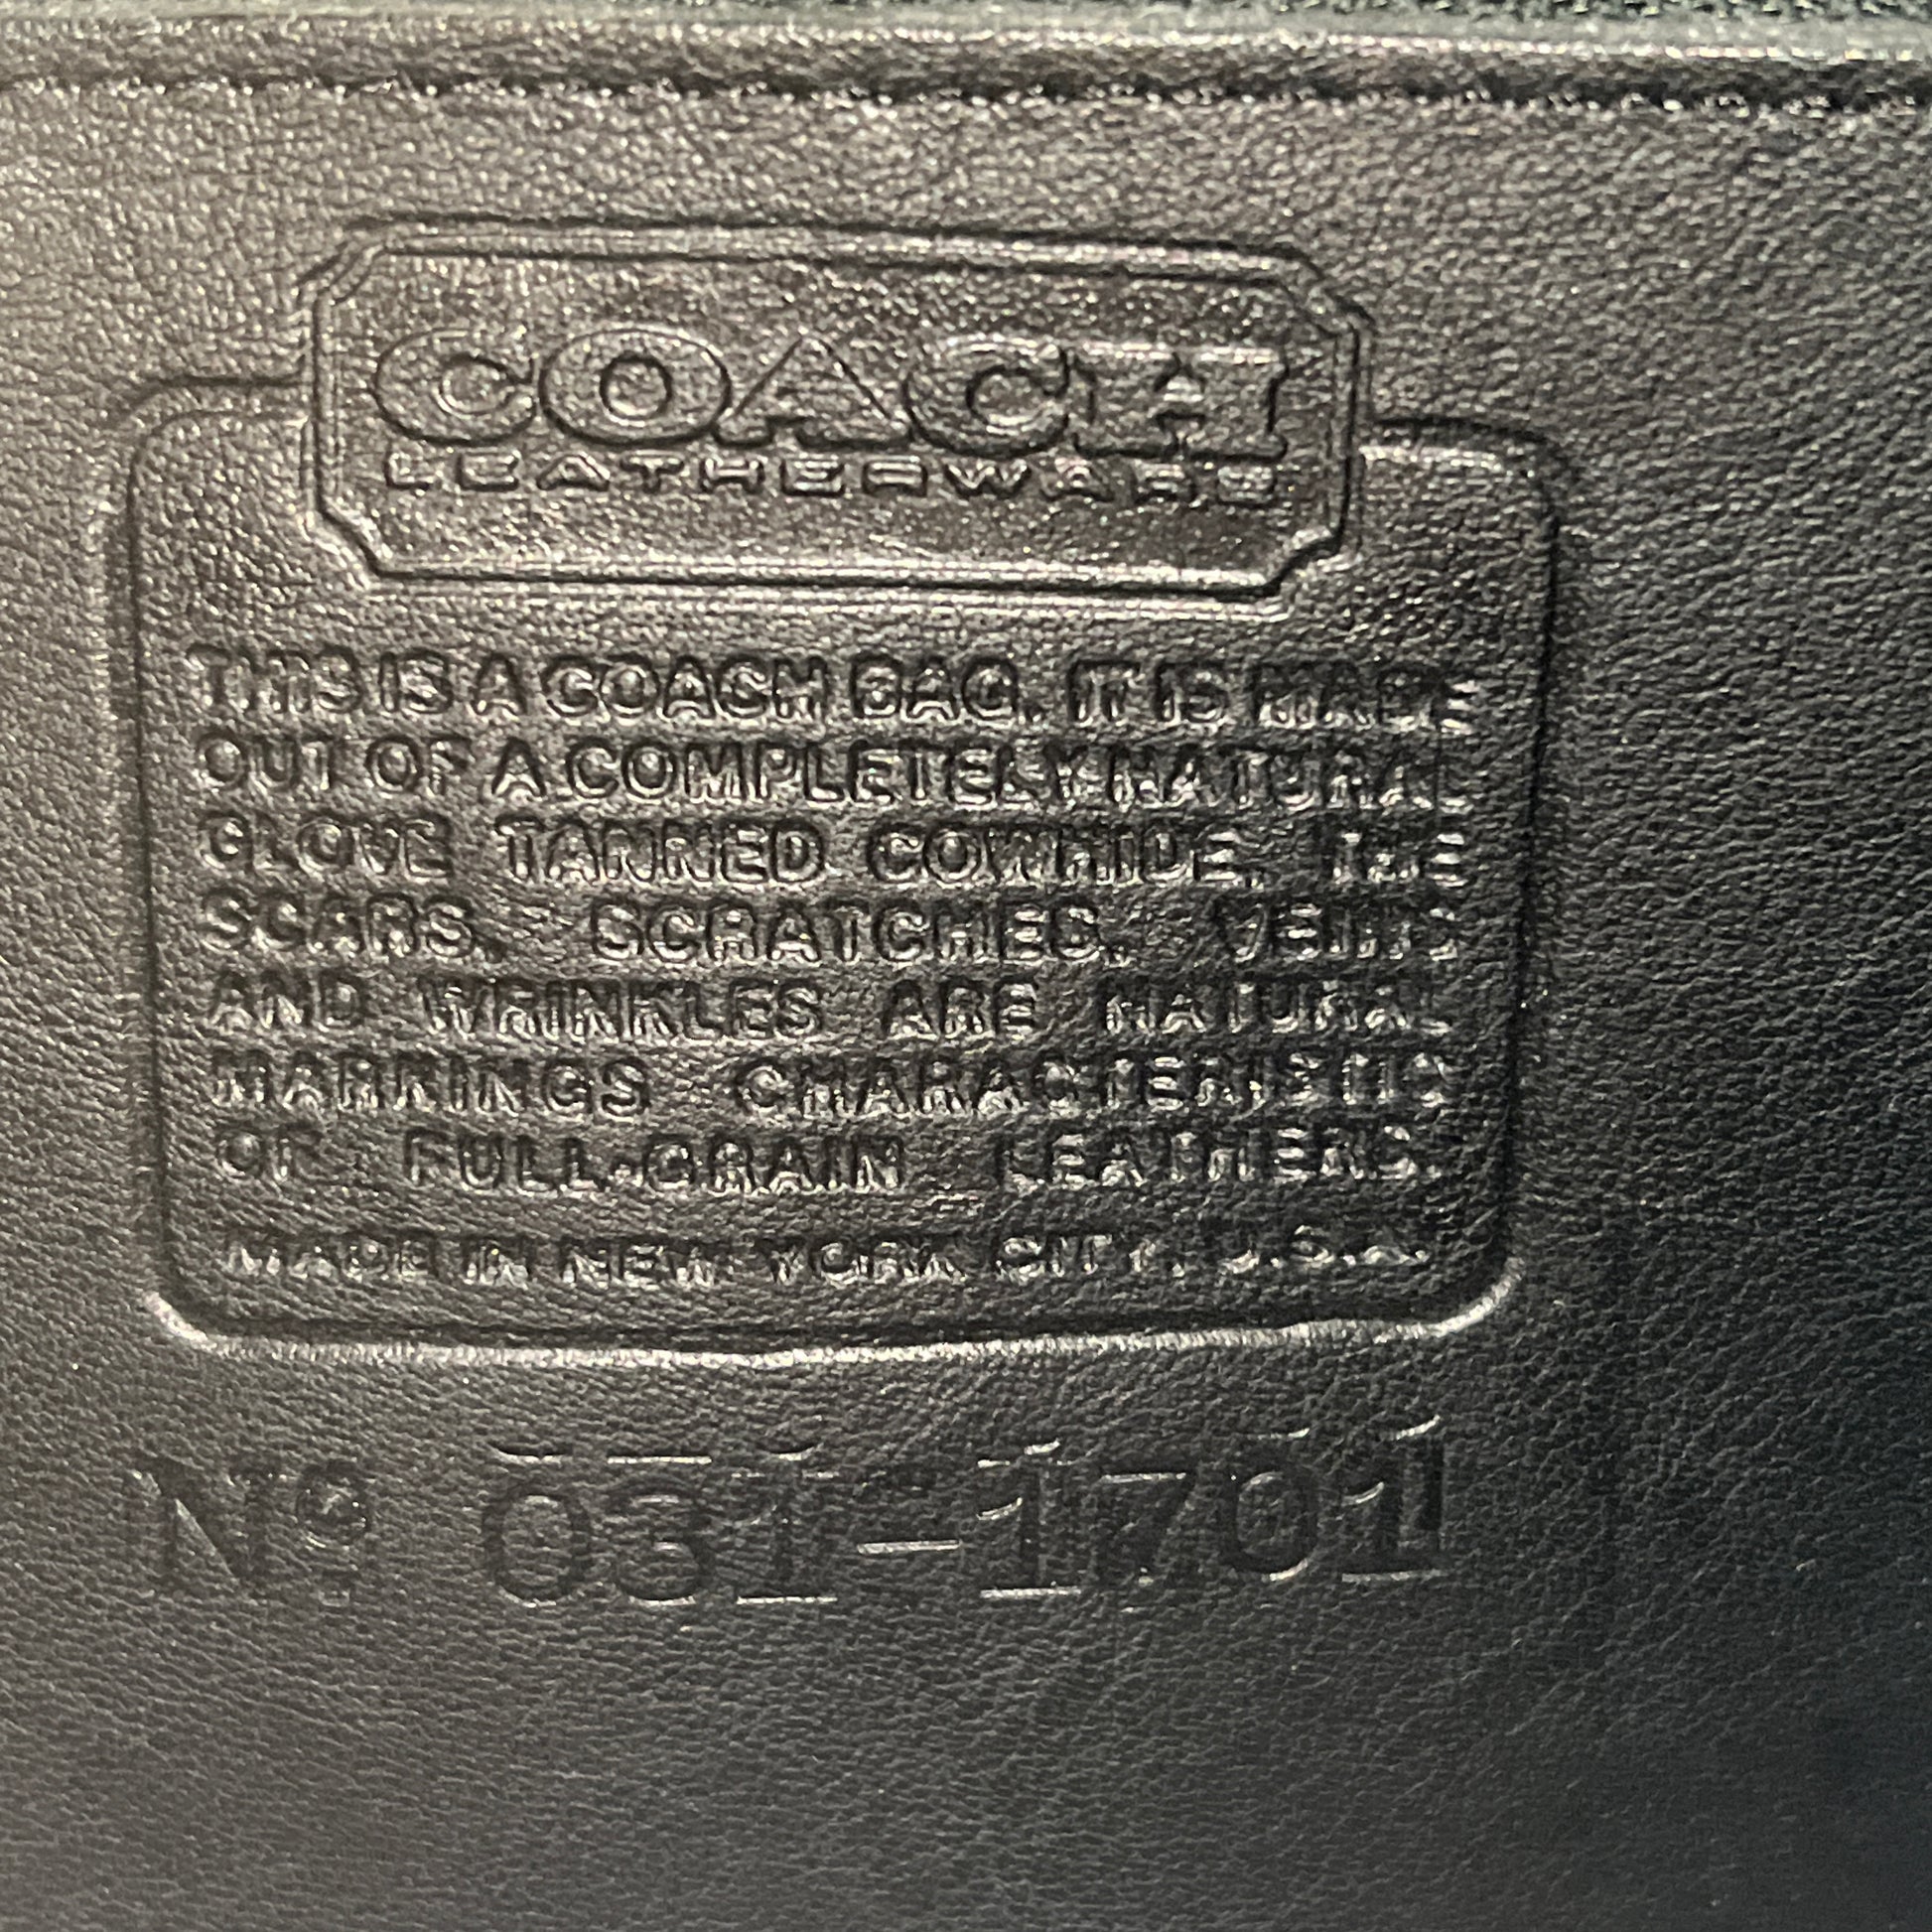 COACH
LEATHERWARE
THIS IS A COACH BAG. IT IS MADE
OUT OF A COMPLETELY NATURAL
GLOVE TANNED COWHIDE, THE
SCARS, SCRATCHES, VEINS
AND WRINKLES ARE NATURAL
MARKINGS CHARACTERISTIC
OF FULL-GRAIN LEATHERS.
MADE IN NEW YORK CITY, U.S.A.
Nº 031-1701